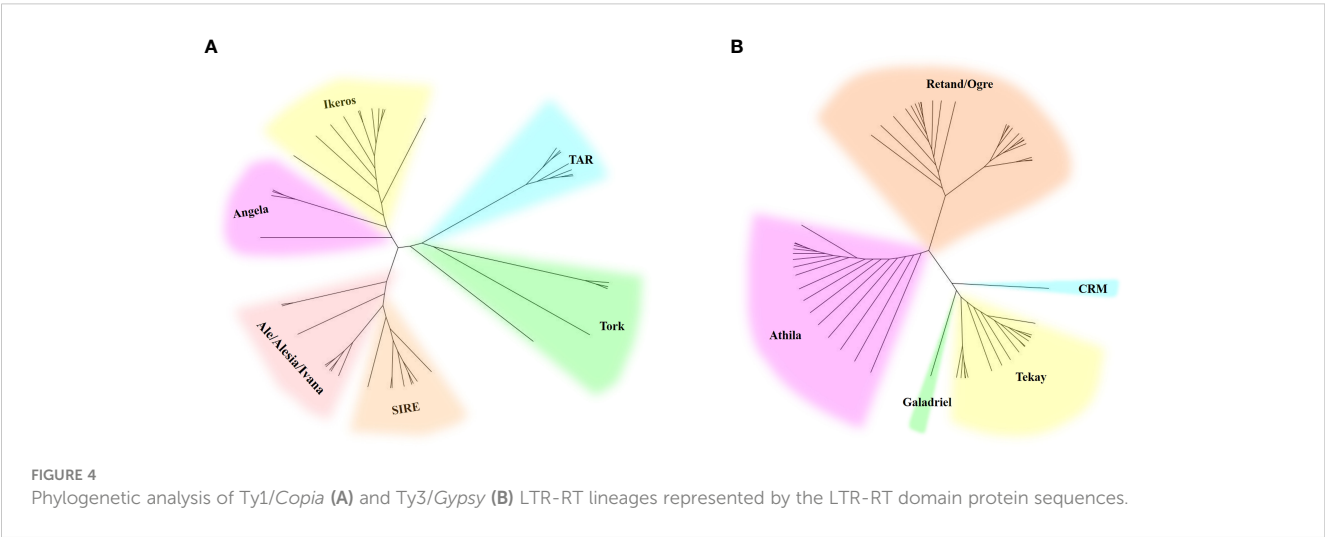 A
Ikeros
TAR
Angela
Tork
Ale/Alesia/Ivana
SIRE
B
Retand/Ogre
CRM
Athila
Tekay
Galadriel
FIGURE 4
Phylogenetic analysis of Ty1/Copia (A) and Ty3/Gypsy (B) LTR-RT lineages represented by the LTR-RT domain protein sequences.